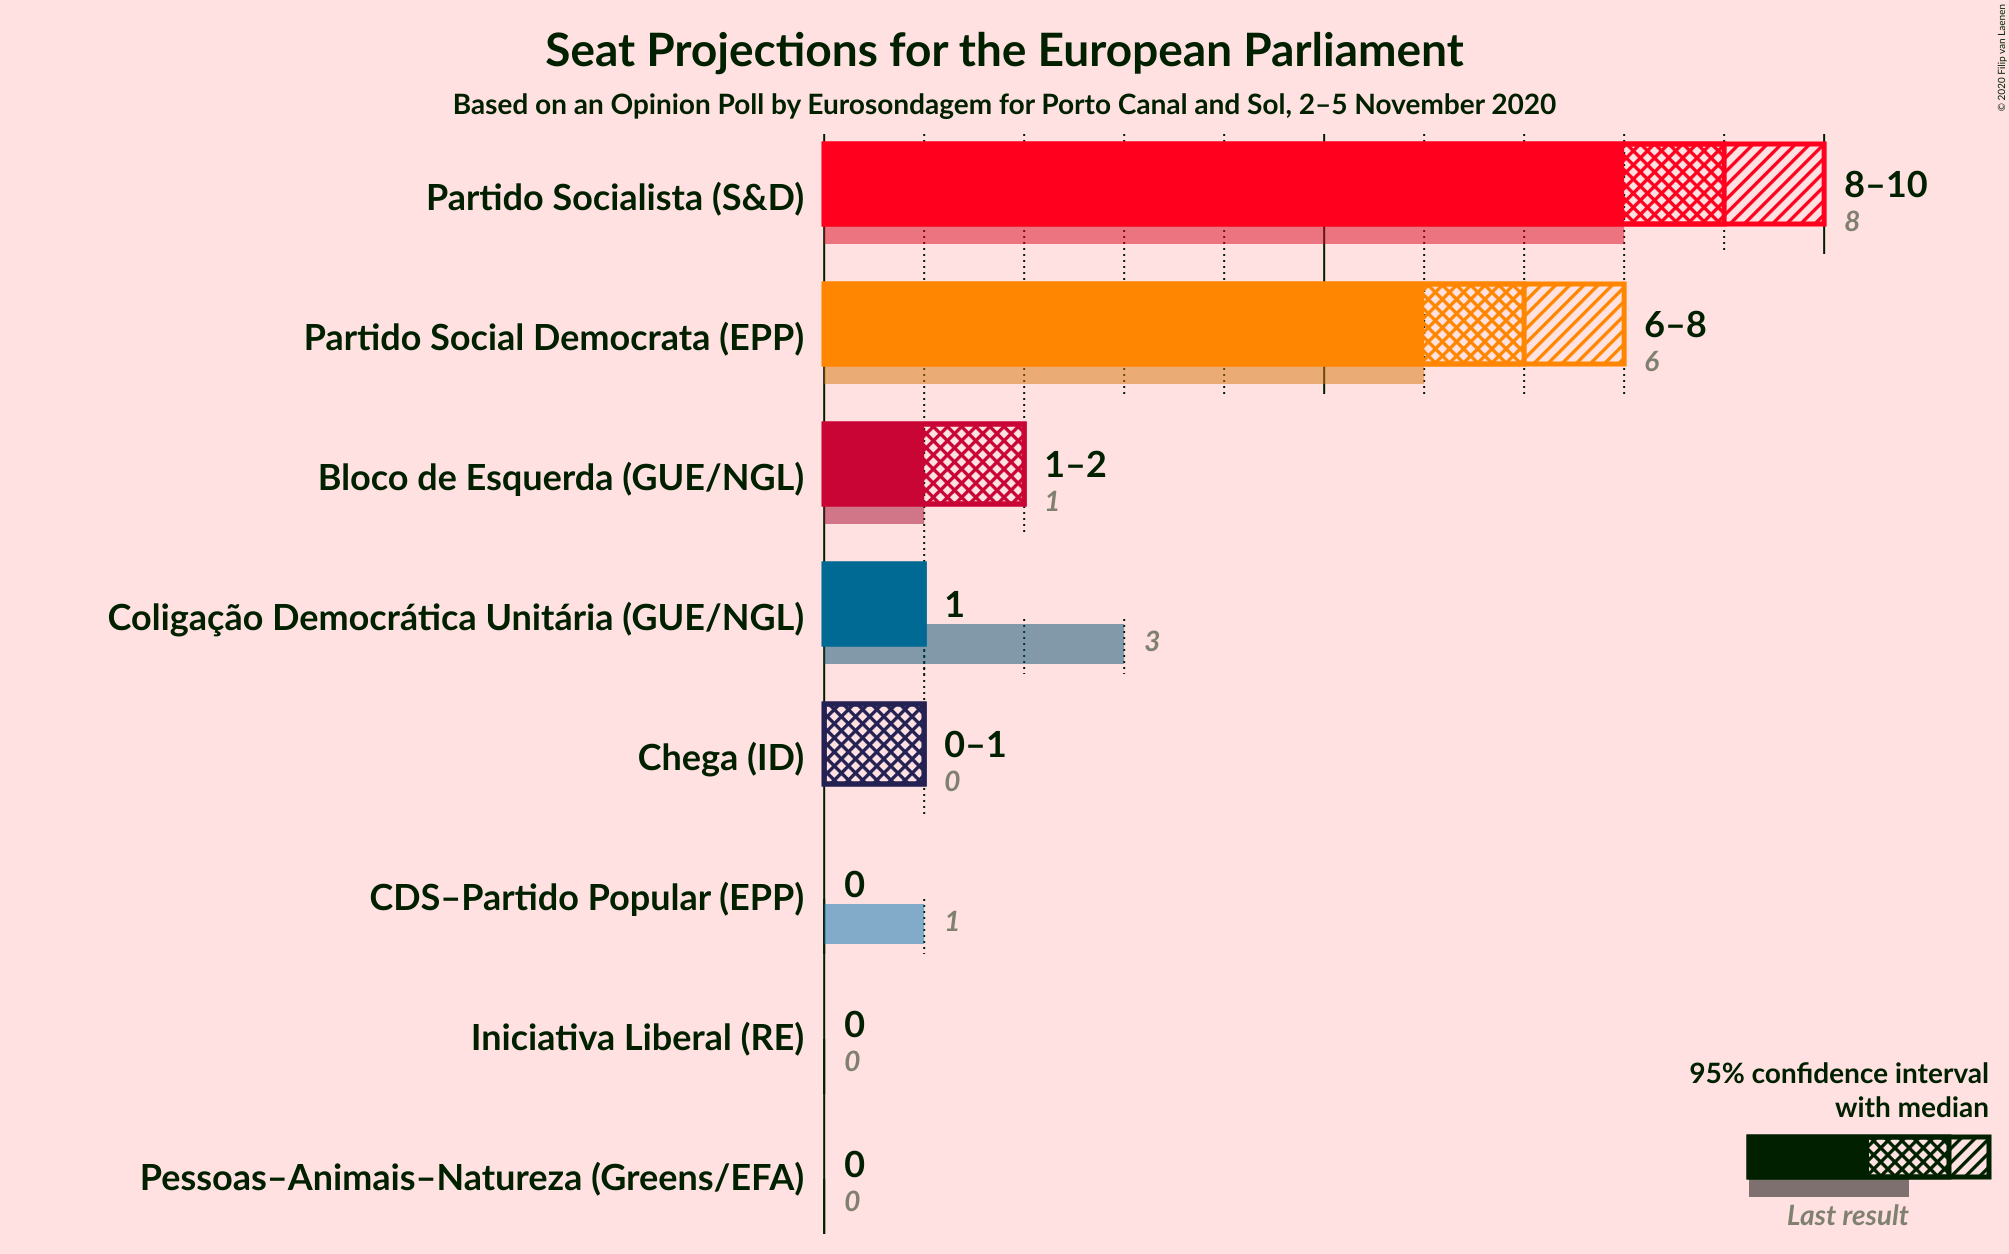 Seat Projections for the European Parliament
Based on an Opinion Poll by Eurosondagem for Porto Canal and Sol, 2–5 November 2020
© 2020 Filip van Laenen
Partido Socialista (S&D)
8–10
8
Partido Social Democrata (EPP)
6–8
6
Bloco de Esquerda (GUE/NGL)
1–2
1
Coligação Democrática Unitária (GUE/NGL)
1
3
Chega (ID)
0–1
0
CDS–Partido Popular (EPP)
0
1
Iniciativa Liberal (RE)
0
0
Pessoas–Animais–Natureza (Greens/EFA)
0
0
95% confidence interval
with median
Last result